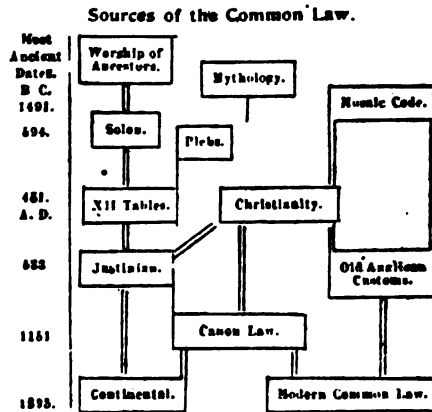 Sources of the Common Law.
Most
Ancient
Dates.
B C.
1491.
594.
451.
A. D.
533
1151
1895.
Worship of
Ancestors.
Mythology.
Mosaic Code.
Solon.
Plebs.
XII Tables.
Christianity.
Justinian.
Old Anglican
Customs.
Canon Law.
Continental.
Modern Common Law.